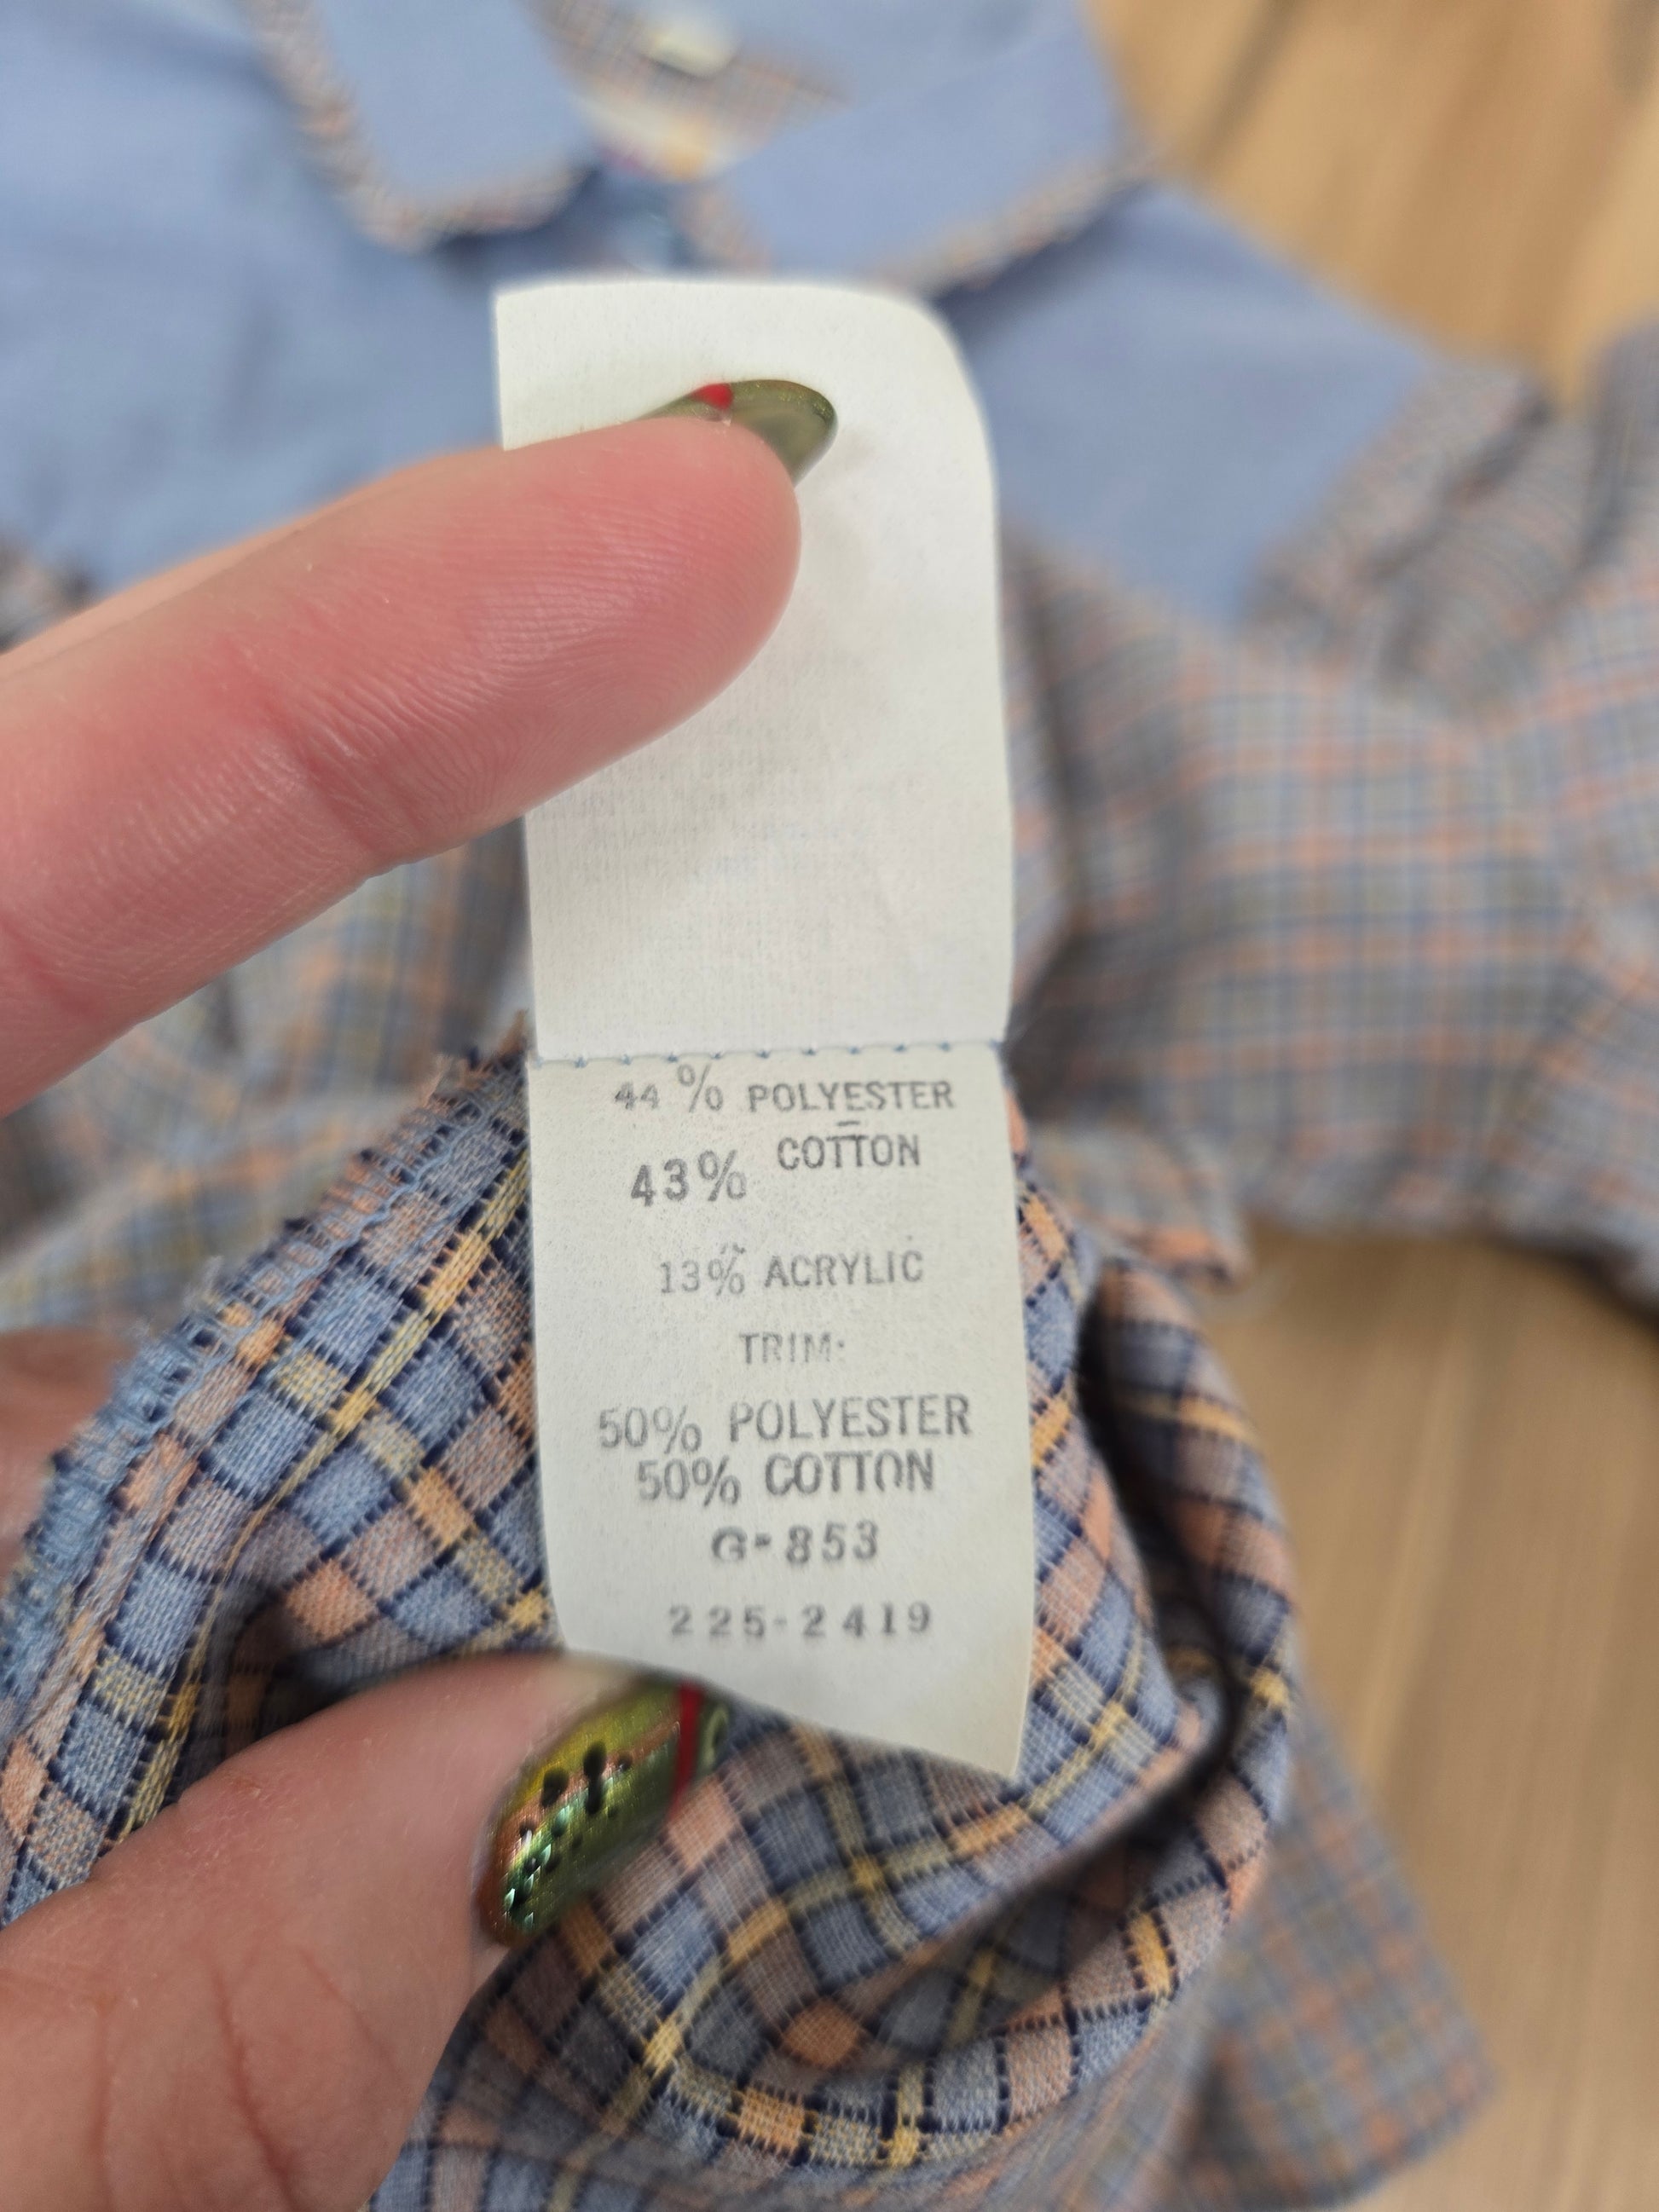 44% POLYESTER
43% COTTON
13% ACRYLIC
TRIM:
50% POLYESTER
50% COTTON
G-853
225-2419